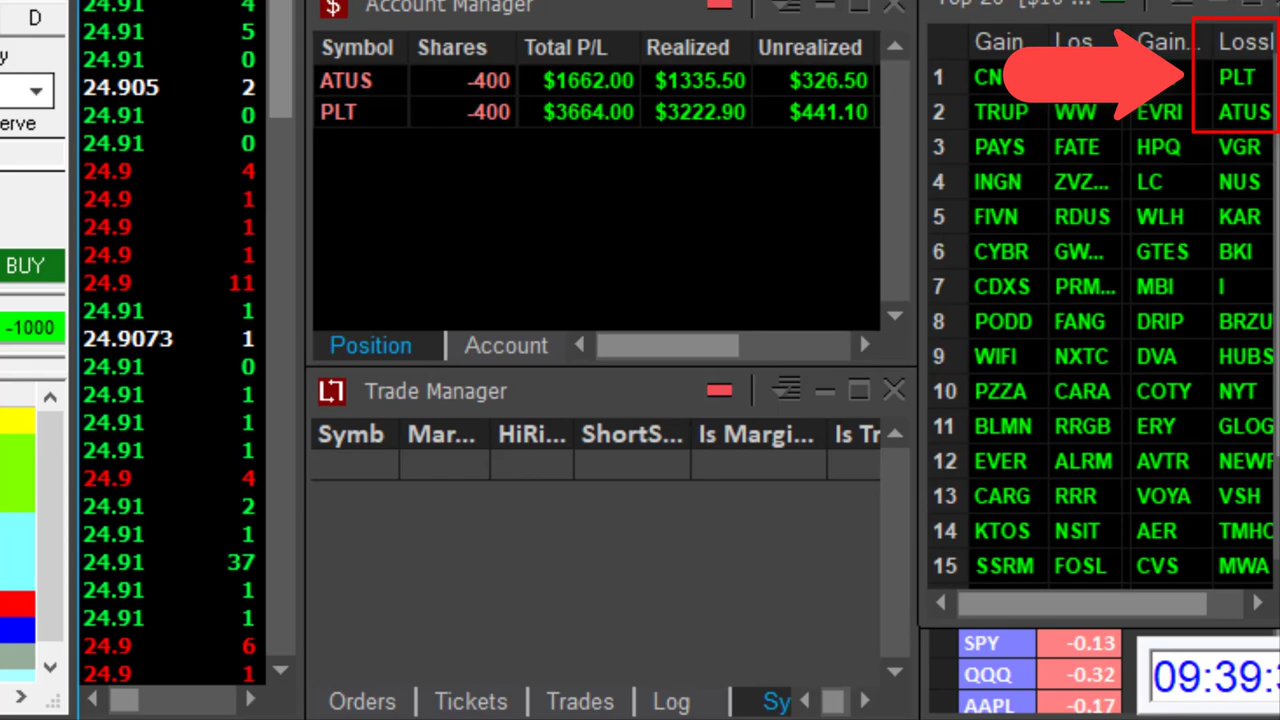 D
y
erve
BUY
-1000
24.91 4
24.91 5
24.91 0
24.905 2
24.91 0
24.91 0
24.9 4
24.9 1
24.9 1
24.9 1
24.9 11
24.91 1
24.9073 1
24.91 0
24.91 1
24.91 1
24.91 1
24.9 4
24.91 2
24.91 1
24.91 37
24.91 1
24.91 1
24.9 6
24.9 1
$ Account Manager
Symbol Shares Total P/L Realized Unrealized
ATUS -400 $1662.00 $1335.50 $326.50
PLT -400 $3664.00 $3222.90 $441.10
Position Account
Trade Manager
Symb Mar... HiRi... ShortS... Is Margi... Is Tr
Orders Tickets Trades Log Sy
Gain Los Gain... Lossl
1 CN PLT
2 TRUP WW EVRI ATUS
3 PAYS FATE HPQ VGR
4 INGN ZVZ... LC NUS
5 FIVN RDUS WLH KAR
6 CYBR GW... GTES BKI
7 CDXS PRM... MBI I
8 PODD FANG DRIP BRZU
9 WIFI NXTC DVA HUBS
10 PZZA CARA COTY NYT
11 BLMN RRGB ERY GLOG
12 EVER ALRM AVTR NEWR
13 CARG RRR VOYA VSH
14 KTOS NSIT AER TMHC
15 SSRM FOSL CVS MWA
SPY -0.13
QQQ -0.32
AAPL -0.17
09:39: